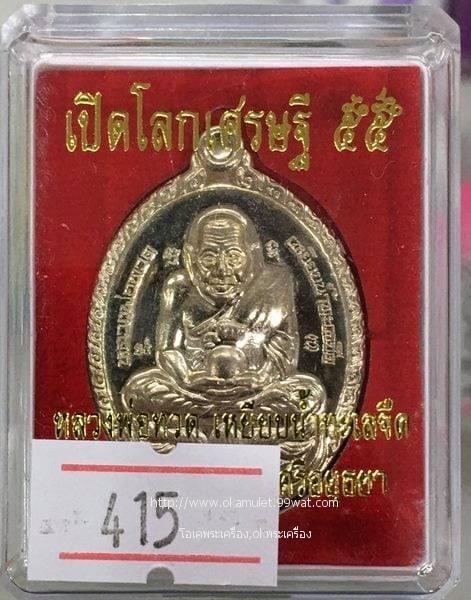 เปิดโลกเศรษฐี ๕๕
หลวงพ่อทวด เหยียบน้ำทะเลจืด
ศรีอยุธยา
415
http://www.okamulet.99wat.com
โอเคพระเครื่อง,okพระเครื่อง